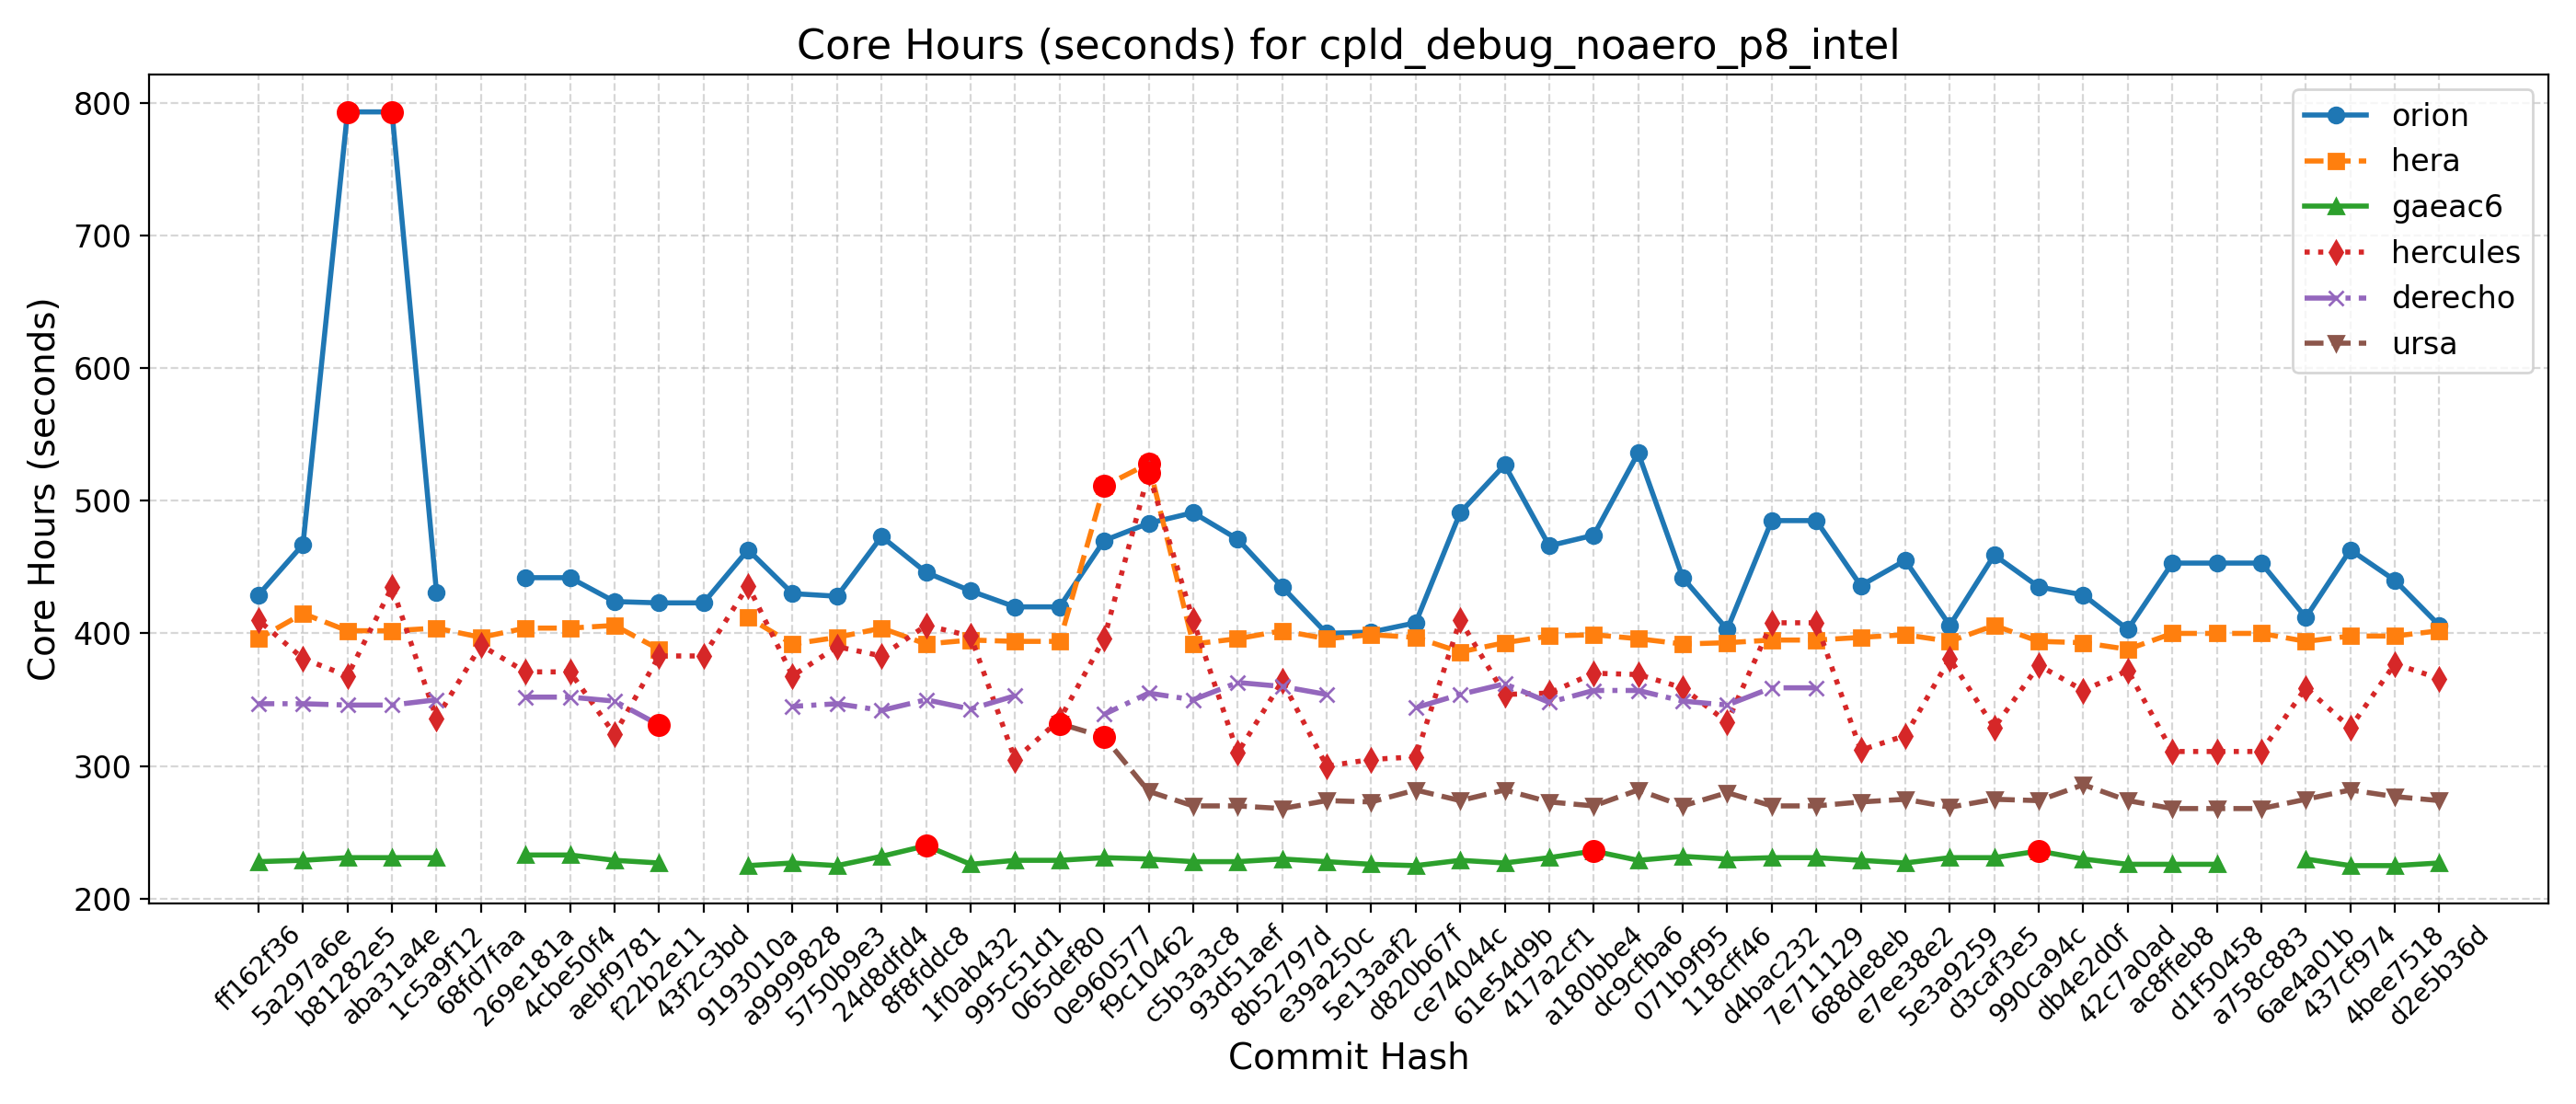 Core Hours (seconds) for cpld_debug_noaero_p8_intel
Core Hours (seconds)
800
700
600
500
400
300
200
orion
hera
gaeac6
hercules
derecho
ursa
ff162f36
5a297a6e
b81282e5
aba31a4e
1c5a9f12
68fd7faa
269e181a
4cbe50f4
aebf9781
f22b2e11
43f2c3bd
9193010a
a9999828
5750b9e3
24d8dfd4
8f8fddc8
1f0ab432
995c51d1
065def80
0e960577
f9c10462
c5b3a3c8
93d51aef
8b52797d
e39a250c
5e13aaf2
d820b67f
ce74044c
61e54d9b
417a2cf1
a180bbe4
dc9cfba6
071b9f95
118cff46
d4bac232
7e711129
688de8eb
e7ee38e2
5e3a9259
d3caf3e5
990ca94c
db4e2d0f
42c7a0ad
ac8ffeb8
d1f50458
a758c883
6ae4a01b
437cf974
4bee7518
d2e5b36d
Commit Hash